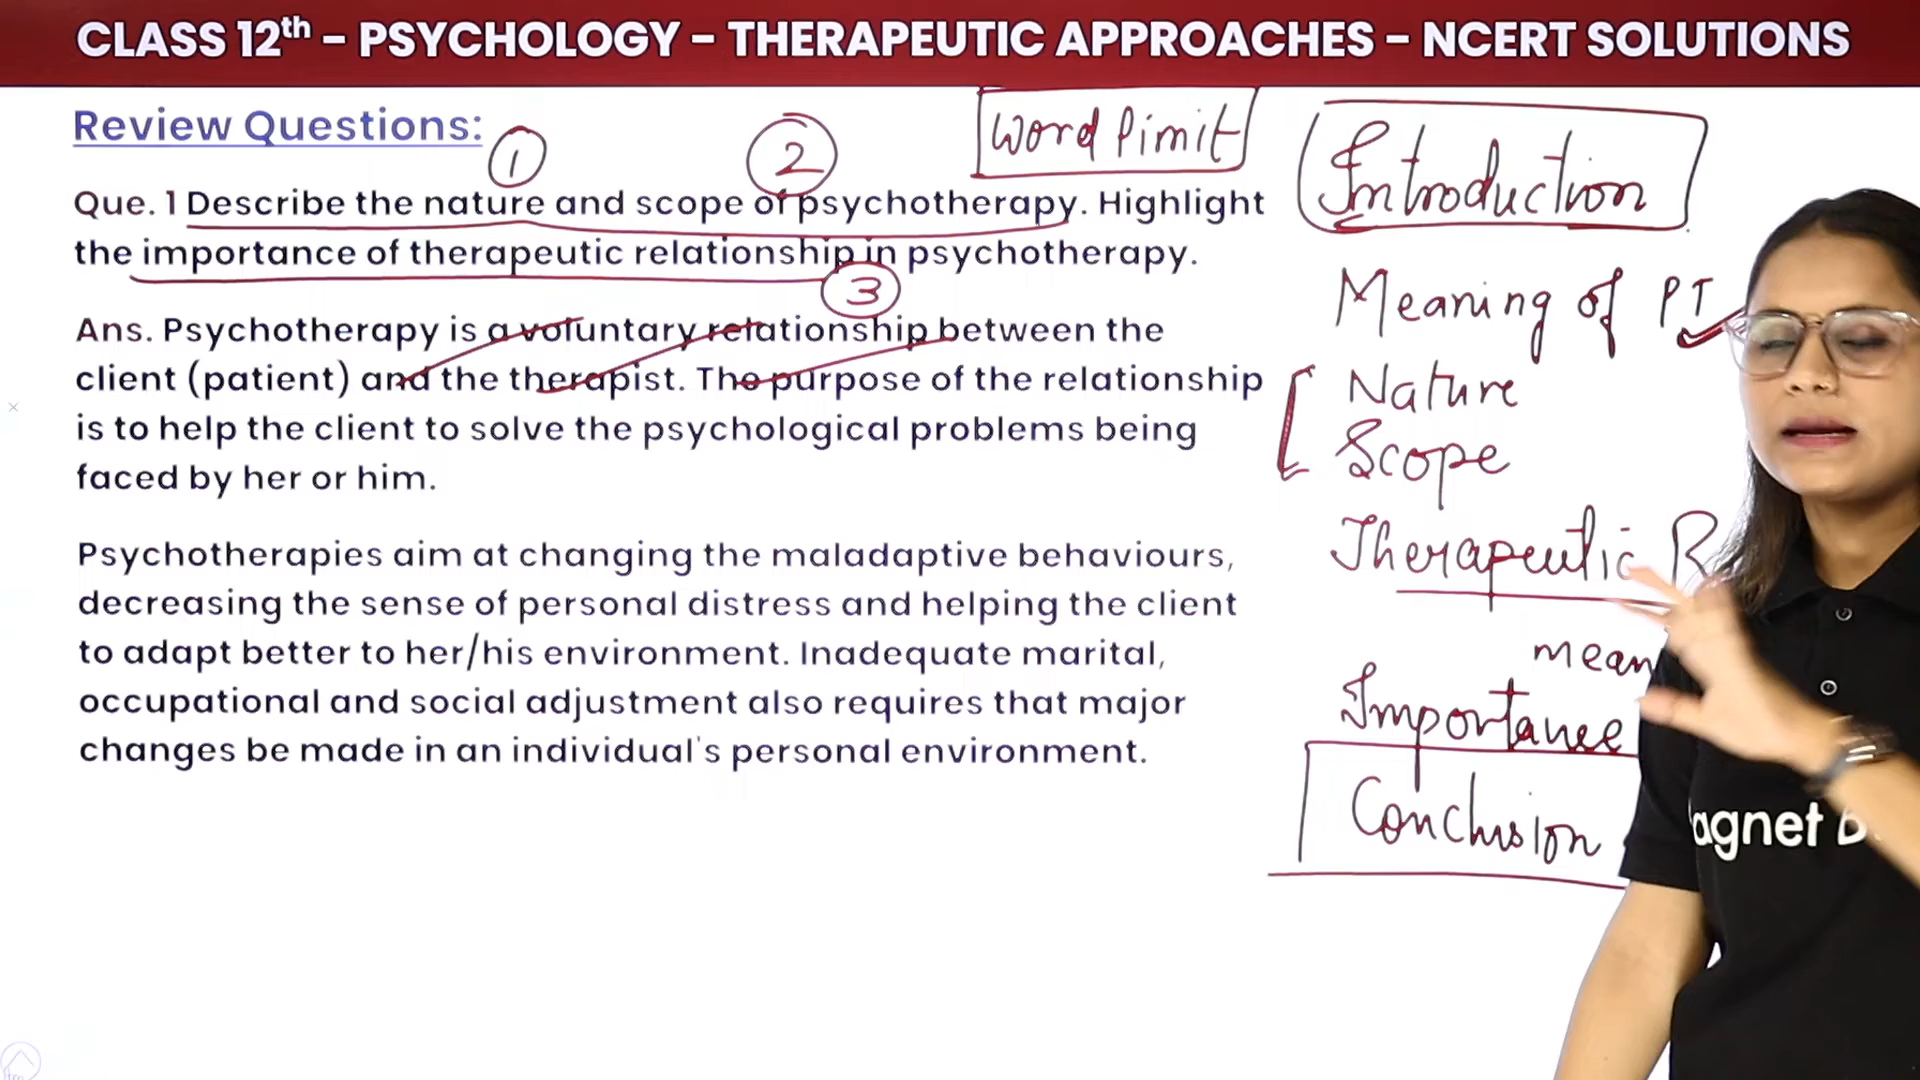 CLASS 12th – PSYCHOLOGY – THERAPEUTIC APPROACHES – NCERT SOLUTIONS
Review Questions:
1
2
Word limit
Introduction
Que. 1 Describe the nature and scope of psychotherapy. Highlight
the importance of therapeutic relationship in psychotherapy.
3
Ans. Psychotherapy is a voluntary relationship between the
client (patient) and the therapist. The purpose of the relationship
is to help the client to solve the psychological problems being
faced by her or him.
Psychotherapies aim at changing the maladaptive behaviours,
decreasing the sense of personal distress and helping the client
to adapt better to her/his environment. Inadequate marital,
occupational and social adjustment also requires that major
changes be made in an individual's personal environment.
Meaning of PT
Nature
Scope
Therapeutic R
mean
Importance
Conclusion
agnet B